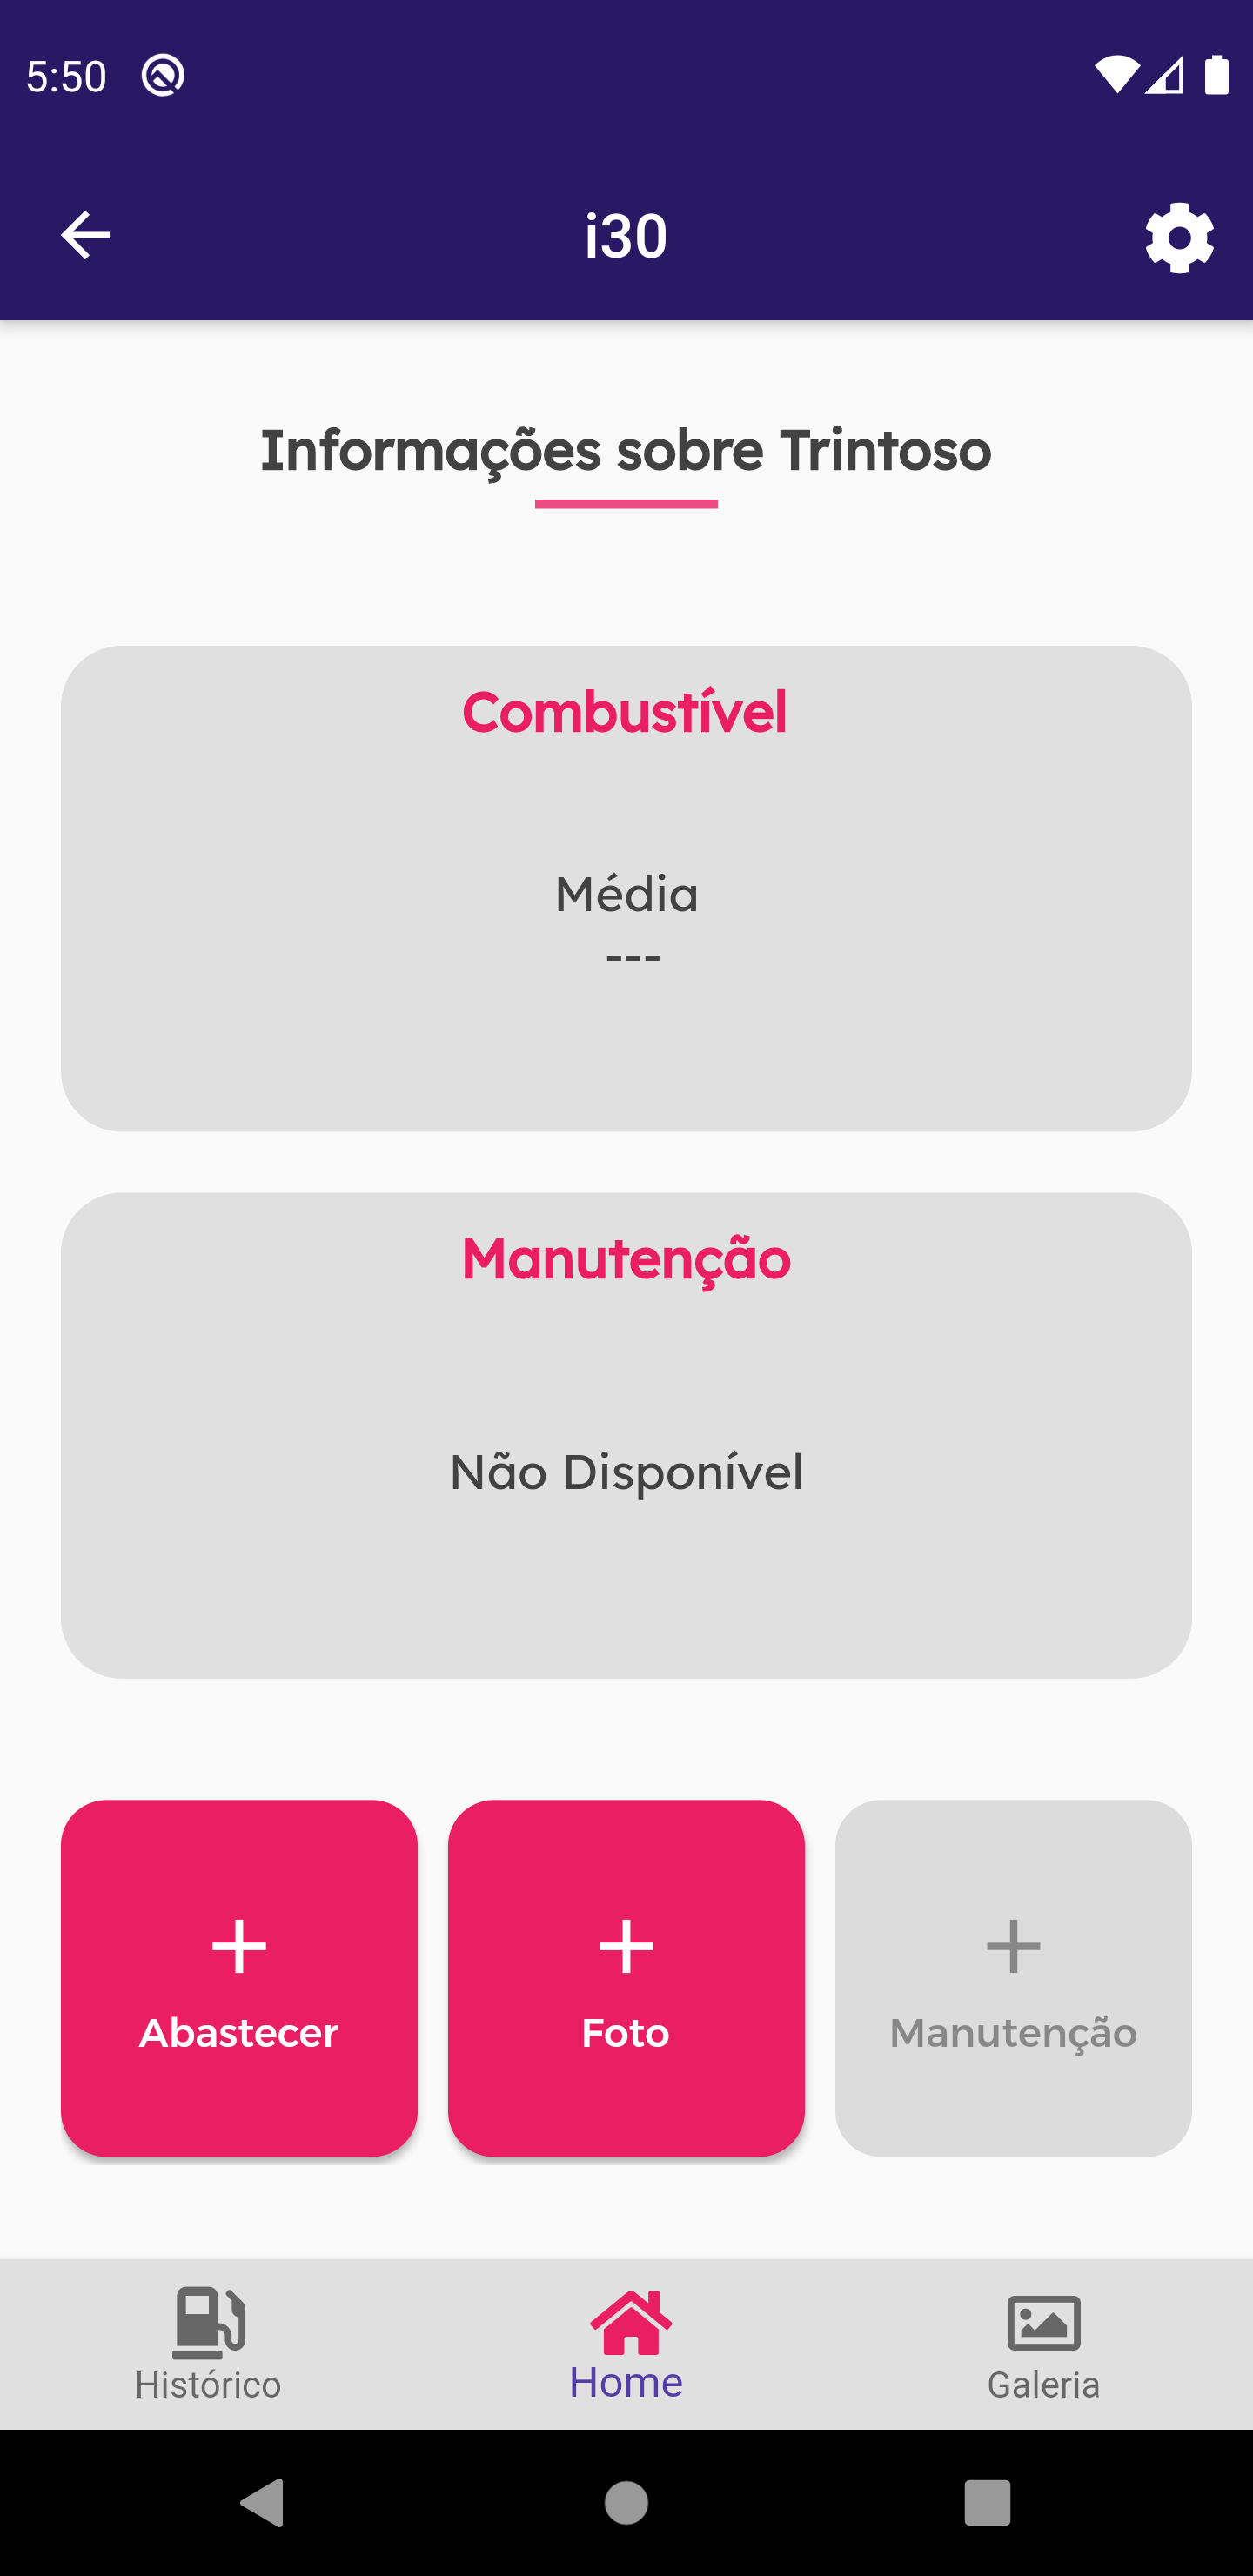 5:50
i30
Informações sobre Trintoso
Combustível
Média
---
Manutenção
Não Disponível
Abastecer
Foto
Manutenção
Histórico
Home
Galeria